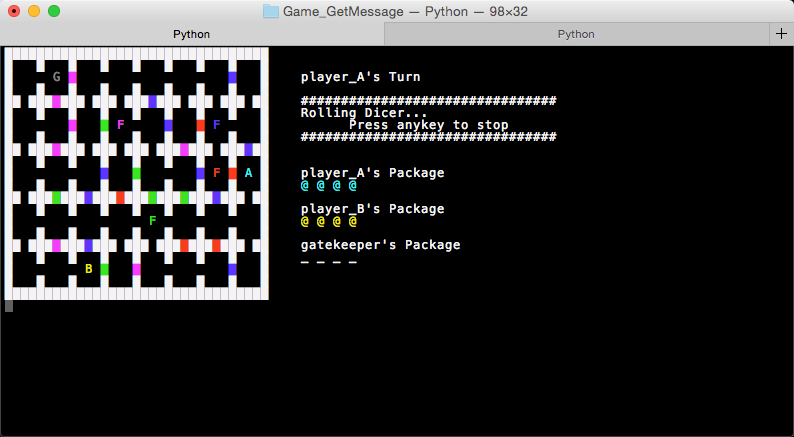 Game_GetMessage — Python — 98×32
Python
Python
+
G
player_A's Turn
################################
Rolling Dicer...
F F
Press anykey to stop
################################
F A
player_A's Package
@ @ @ @
player_B's Package
F
@ @ @ @
gatekeeper's Package
_ _ _ _
B